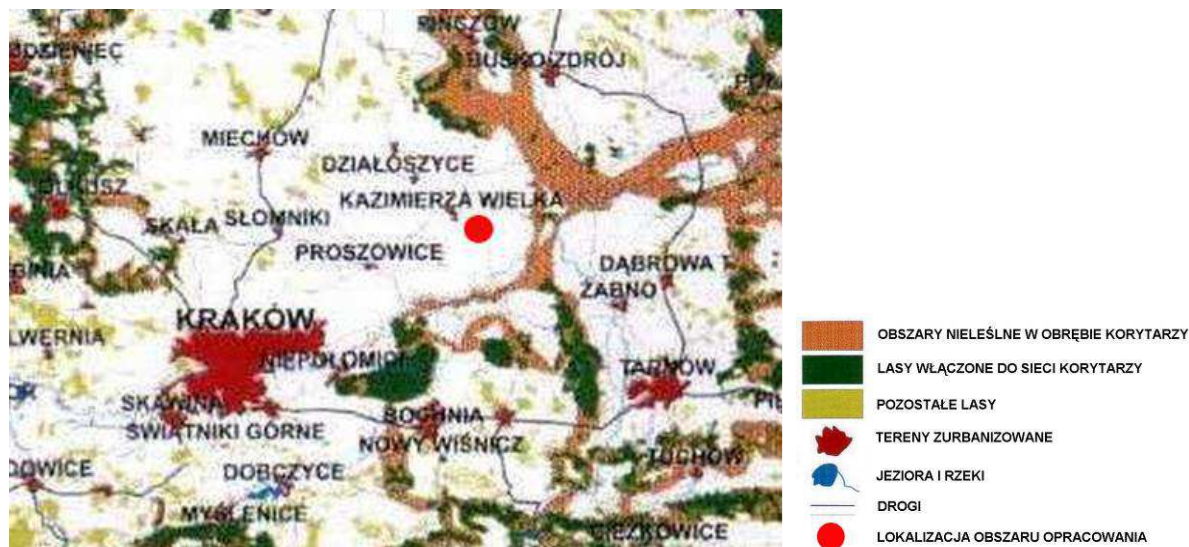 PIŃCZÓW
BUSKO ZDRÓJ
MIECHÓW
DZIAŁOSZYCE
KAZIMIERZA WIELKA
SKAŁA
SŁOMNIKI
PROSZOWICE
DĄBROWA T
ŻABNO
KRAKÓW
NIEPOŁOMICE
TARNÓW
SKAWINA
ŚWIĄTNIKI GÓRNE
BOCHNIA
NOWY WIŚNICZ
DOBCZYCE
TUCHÓW
MYŚLENICE
CIĘŻKOWICE
OBSZARY NIELEŚNE W OBRĘBIE KORYTARZY
LASY WŁĄCZONE DO SIECI KORYTARZY
POZOSTAŁE LASY
TERENY ZURBANIZOWANE
JEZIORA I RZEKI
DROGI
LOKALIZACJA OBSZARU OPRACOWANIA